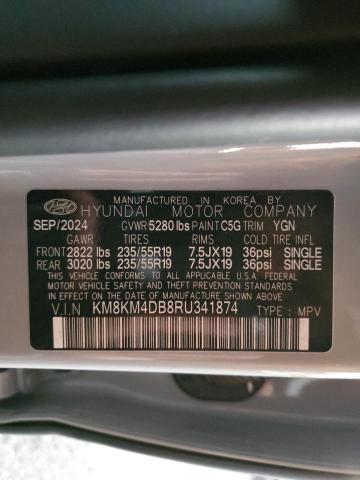 MANUFACTURED IN KOREA BY
HYUNDAI MOTOR COMPANY
SEP/2024 GVWR 5280 lbs PAINT C5G TRIM YGN
GAWR TIRES RIMS COLD TIRE INFL
FRONT 2822 lbs 235/55R19 7.5JX19 36psi SINGLE
REAR 3020 lbs 235/55R19 7.5JX19 36psi SINGLE
THIS VEHICLE CONFORMS TO ALL APPLICABLE U.S.A. FEDERAL
MOTOR VEHICLE SAFETY AND THEFT PREVENTION STANDARDS
IN EFFECT ON THE DATE OF MANUFACTURE SHOWN ABOVE.
V.I.N KM8KM4DB8RU341874 TYPE : MPV